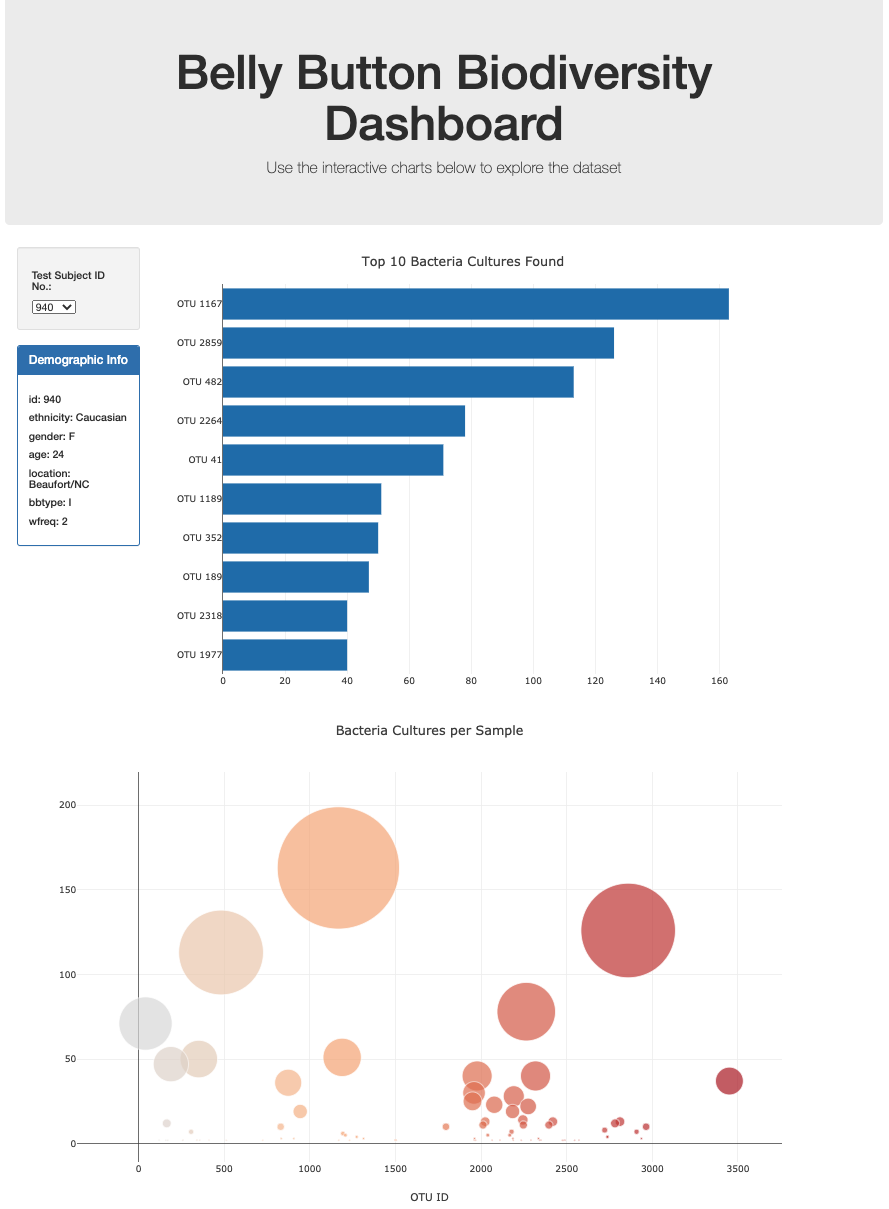 Belly Button Biodiversity
Dashboard
Use the interactive charts below to explore the dataset
Test Subject ID
No.:
940
Demographic Info
id: 940
ethnicity: Caucasian
gender: F
age: 24
location:
Beaufort/NC
bbtype: I
wfreq: 2
Top 10 Bacteria Cultures Found
OTU 1167
OTU 2859
OTU 482
OTU 2264
OTU 41
OTU 1189
OTU 352
OTU 189
OTU 2318
OTU 1977
0 20 40 60 80 100 120 140 160
Bacteria Cultures per Sample
200
150
100
50
0
0 500 1000 1500 2000 2500 3000 3500
OTU ID